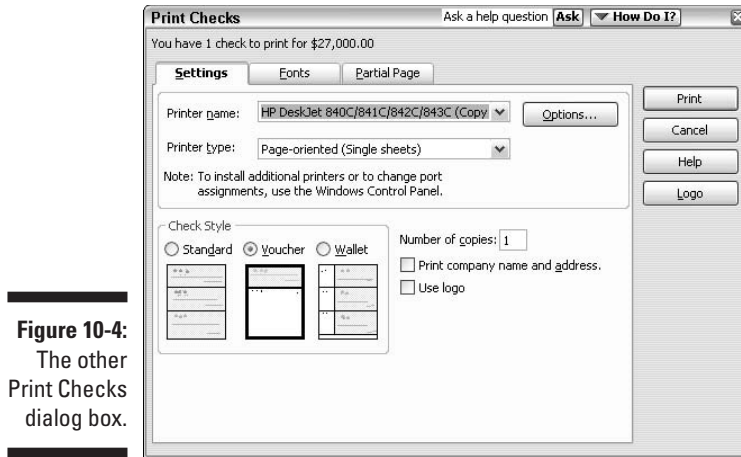 Print Checks
Ask a help question Ask How Do I?
You have 1 check to print for $27,000.00
Settings Fonts Partial Page
Printer name: HP DeskJet 840C/841C/842C/843C (Copy
Options...
Printer type: Page-oriented (Single sheets)
Note: To install additional printers or to change port
assignments, use the Windows Control Panel.
Print
Cancel
Help
Logo
Check Style
Standard Voucher Wallet
Number of copies: 1
Print company name and address.
Use logo
Figure 10-4:
The other
Print Checks
dialog box.